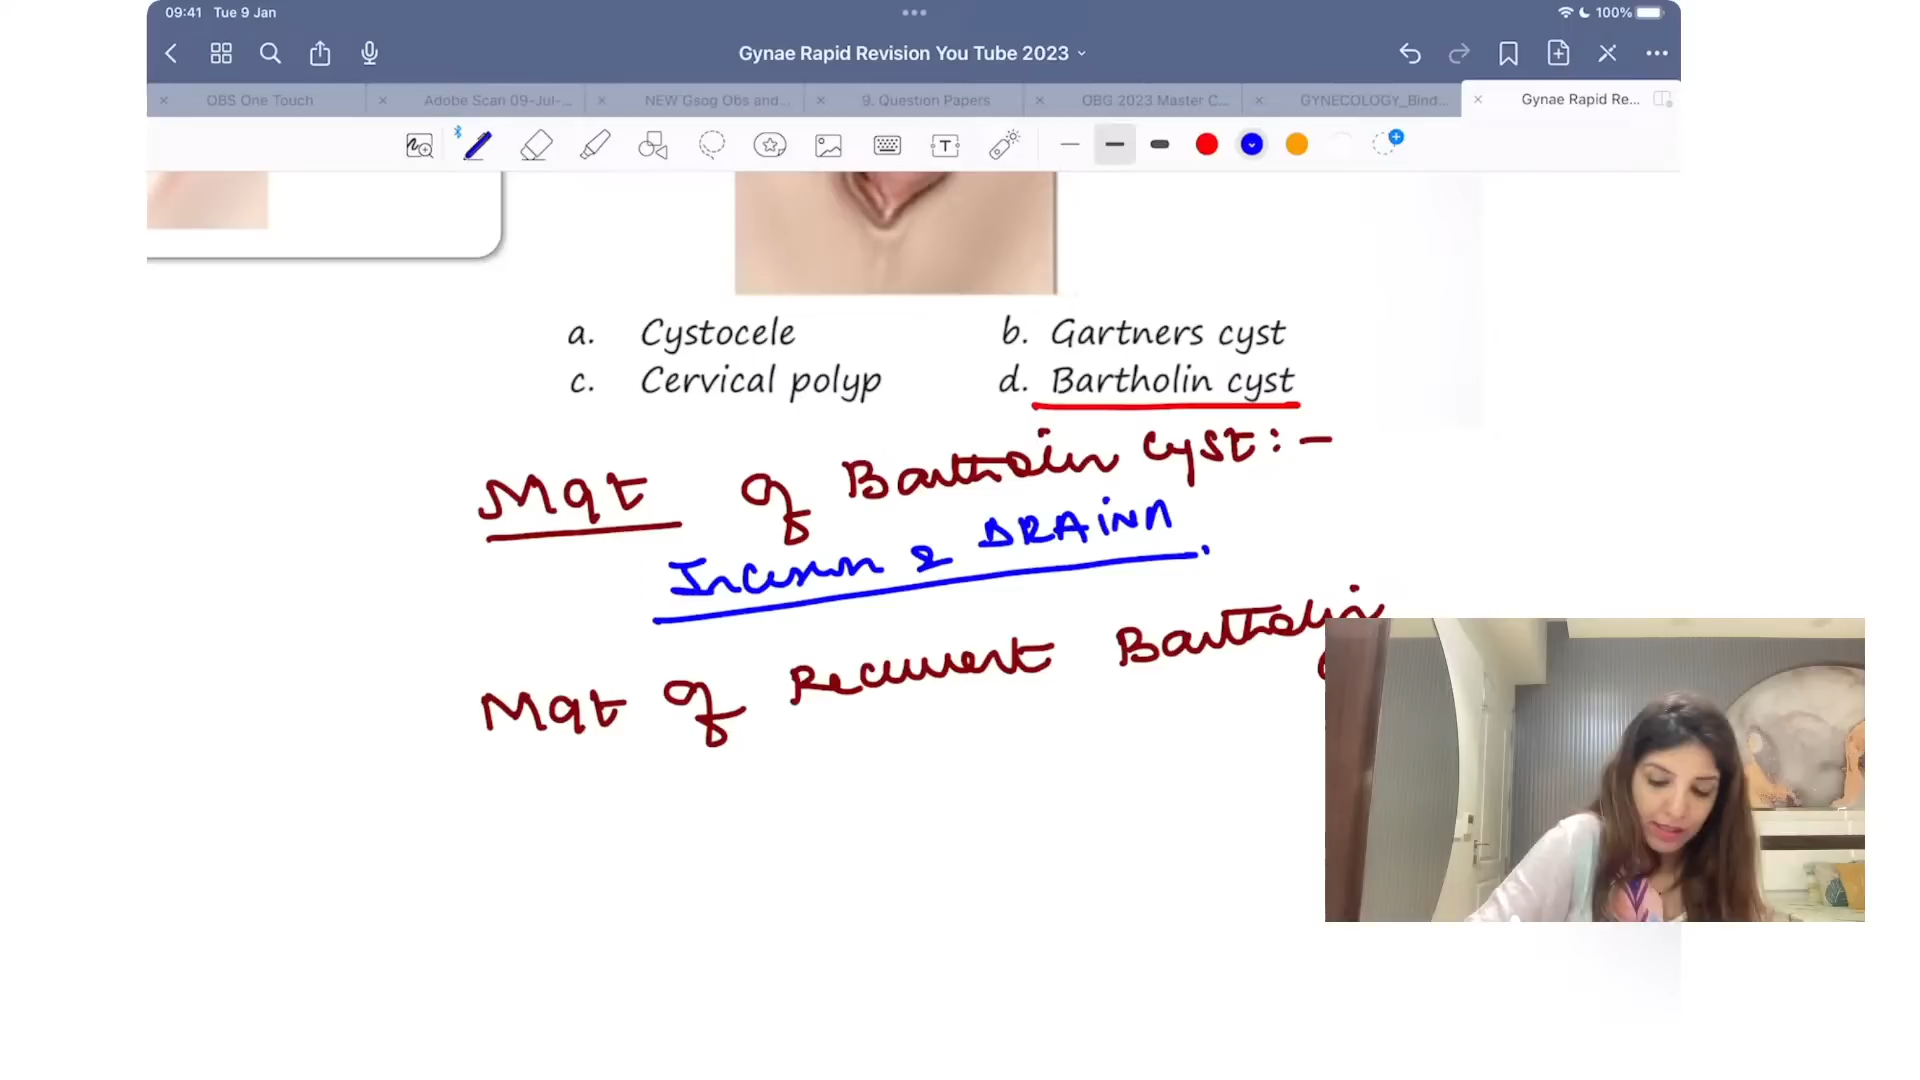 09:41 Tue 9 Jan 100%
Gynae Rapid Revision You Tube 2023
OBS One Touch Adobe Scan 09-Jul-... NEW Gsog Obs and... 9. Question Papers OBG 2023 Master C... GYNECOLOGY_Bind... Gynae Rapid Re...
a. Cystocele b. Gartners cyst
c. Cervical polyp d. Bartholin cyst
Mgt of Bartholin Cyst:-
Incision & DRAiN
Mgt of Recurrent Bartholin